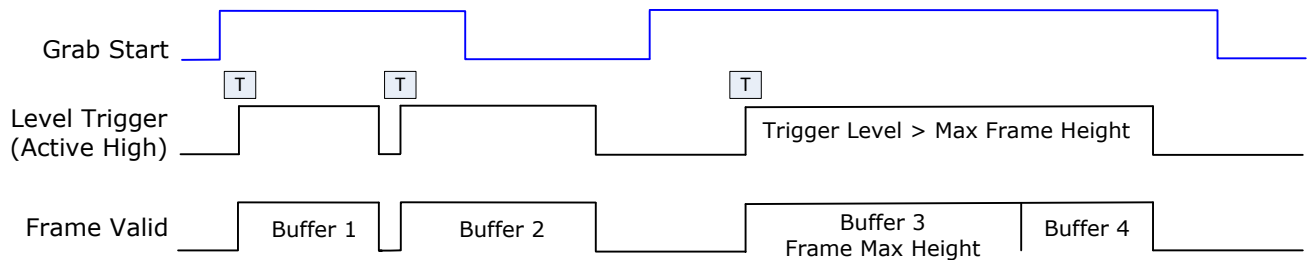 Grab Start
T
T
T
Level Trigger
(Active High)
Trigger Level > Max Frame Height
Frame Valid
Buffer 1
Buffer 2
Buffer 3
Frame Max Height
Buffer 4